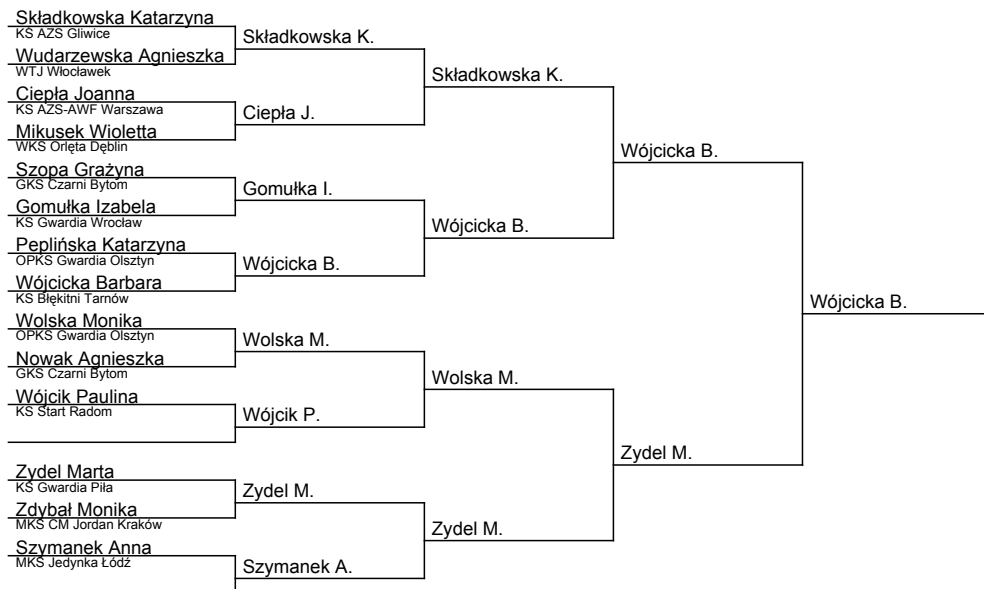 Składkowska Katarzyna
KS AZS Gliwice
Składkowska K.
Wudarzewska Agnieszka
WTJ Włocławek
Składkowska K.
Ciepła Joanna
KS AZS-AWF Warszawa
Ciepła J.
Mikusek Wioletta
WKS Orlęta Dęblin
Wójcicka B.
Szopa Grażyna
GKS Czarni Bytom
Gomułka I.
Gomułka Izabela
KS Gwardia Wrocław
Wójcicka B.
Peplińska Katarzyna
OPKS Gwardia Olsztyn
Wójcicka B.
Wójcicka Barbara
KS Błękitni Tarnów
Wójcicka B.
Wolska Monika
OPKS Gwardia Olsztyn
Wolska M.
Nowak Agnieszka
GKS Czarni Bytom
Wolska M.
Wójcik Paulina
KS Start Radom
Wójcik P.
Zydel M.
Zydel Marta
KS Gwardia Piła
Zydel M.
Zdybał Monika
MKS CM Jordan Kraków
Zydel M.
Szymanek Anna
MKS Jedynka Łódź
Szymanek A.